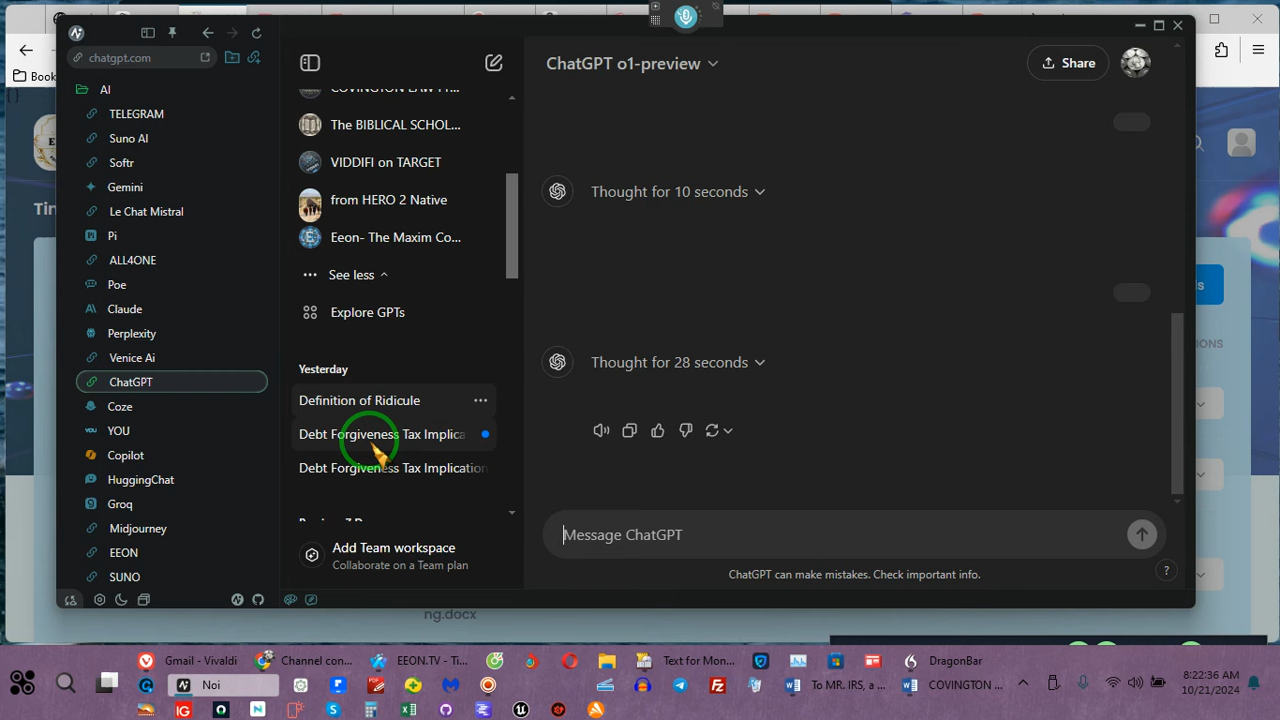 chatgpt.com
AI
TELEGRAM
Suno AI
Softr
Gemini
Le Chat Mistral
Pi
ALL4ONE
Poe
Claude
Perplexity
Venice Ai
ChatGPT
Coze
YOU
Copilot
HuggingChat
Groq
Midjourney
EEON
SUNO
COVINGTON LAW
The BIBLICAL SCHOL...
VIDDIFI on TARGET
from HERO 2 Native
Eeon- The Maxim Co...
See less
Explore GPTs
Yesterday
Definition of Ridicule
Debt Forgiveness Tax Implica
Debt Forgiveness Tax Implication
Add Team workspace
Collaborate on a Team plan
ChatGPT o1-preview
Share
Thought for 10 seconds
Thought for 28 seconds
Message ChatGPT
ChatGPT can make mistakes. Check important info.
?
Book
Tin
IONS
ng.docx
Gmail - Vivaldi
Channel con...
EEON.TV - Ti...
Text for Mon...
DragonBar
Noi
To MR. IRS, a ...
COVINGTON ...
8:22:36 AM
10/21/2024